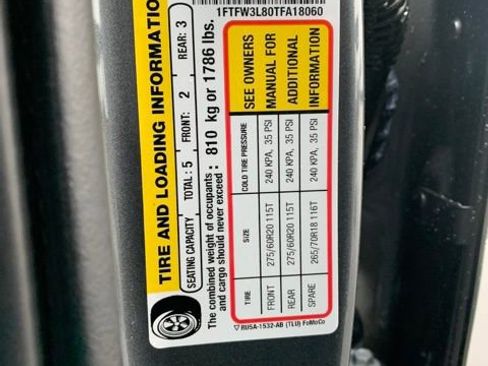 1FTFW3L80TFA18060
TIRE AND LOADING INFORMATION
SEATING CAPACITY TOTAL : 5 FRONT: 2 REAR: 3
The combined weight of occupants : 810 kg or 1786 lbs.
and cargo should never exceed :
TIRE SIZE COLD TIRE PRESSURE SEE OWNERS
FRONT 275/60R20 115T 240 KPA, 35 PSI MANUAL FOR
REAR 275/60R20 115T 240 KPA, 35 PSI ADDITIONAL
SPARE 265/70R18 116T 240 KPA, 35 PSI INFORMATION
▽ RU5A-1532-AB (TLU) FoMoCo